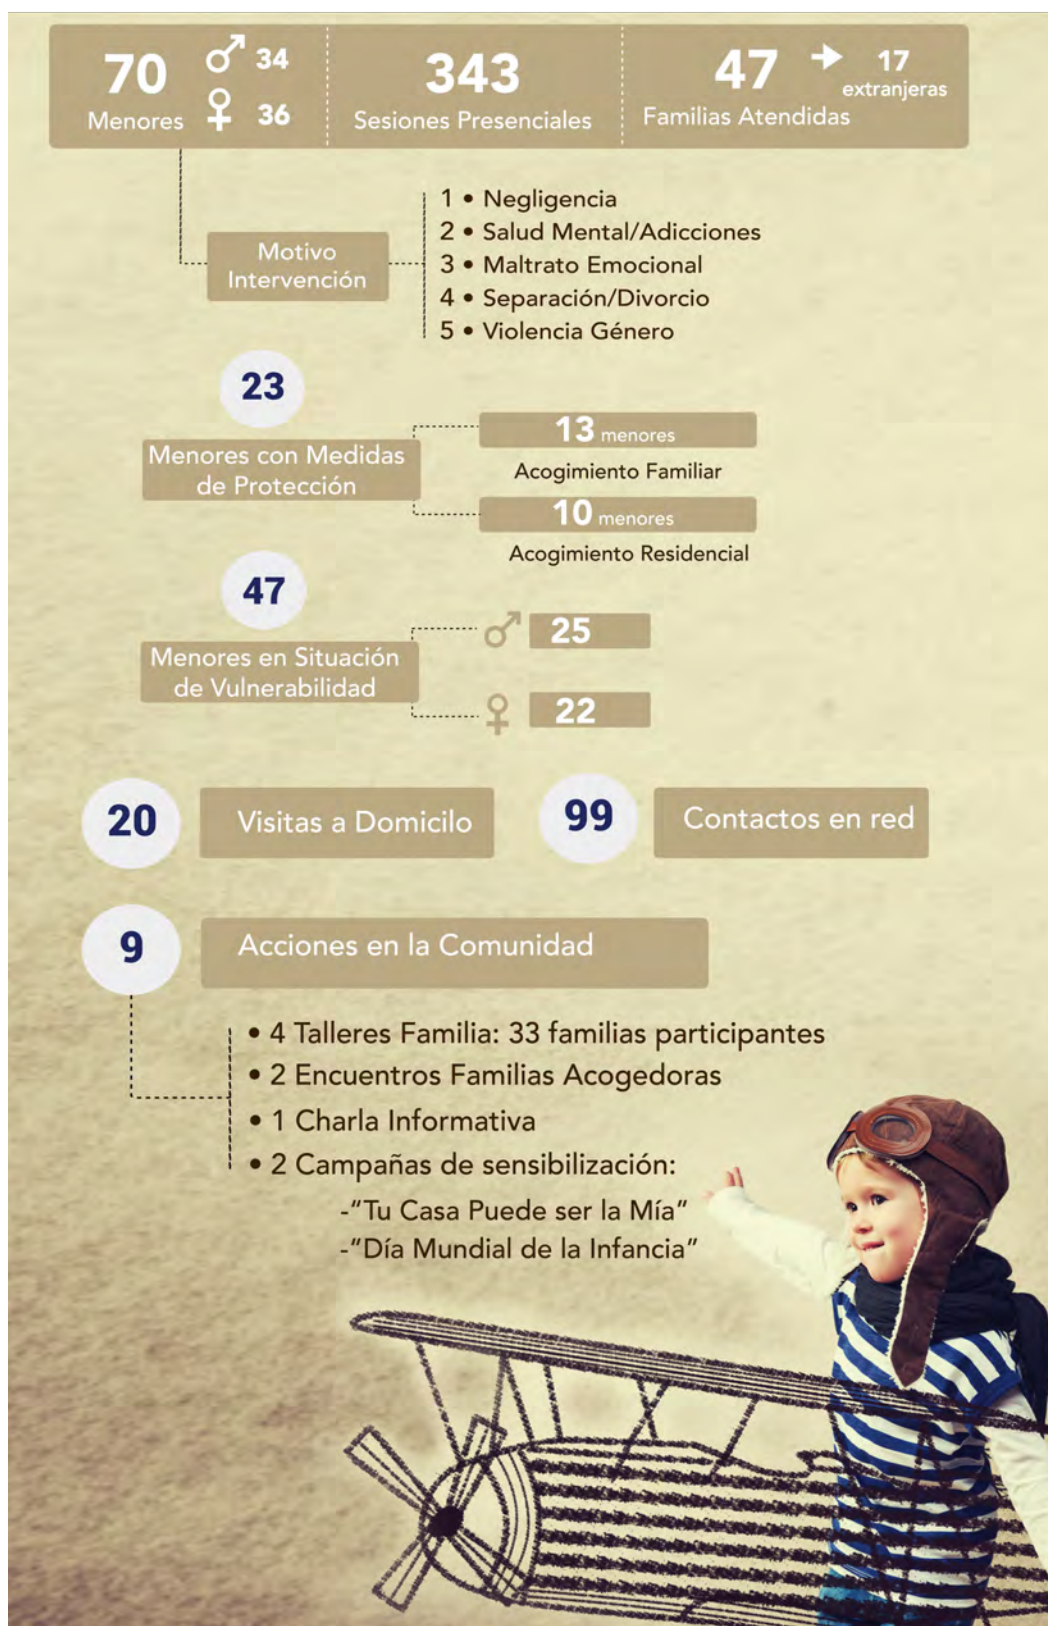 70
Menores
♂ 34
♀ 36
343
Sesiones Presenciales
47
Familias Atendidas
17
extranjeras
Motivo
Intervención
1 • Negligencia
2 • Salud Mental/Adicciones
3 • Maltrato Emocional
4 • Separación/Divorcio
5 • Violencia Género
23
Menores con Medidas
de Protección
13 menores
Acogimiento Familiar
10 menores
Acogimiento Residencial
47
Menores en Situación
de Vulnerabilidad
♂ 25
♀ 22
20
Visitas a Domicilo
99
Contactos en red
9
Acciones en la Comunidad
• 4 Talleres Familia: 33 familias participantes
• 2 Encuentros Familias Acogedoras
• 1 Charla Informativa
• 2 Campañas de sensibilización:
-“Tu Casa Puede ser la Mía”
-“Día Mundial de la Infancia”